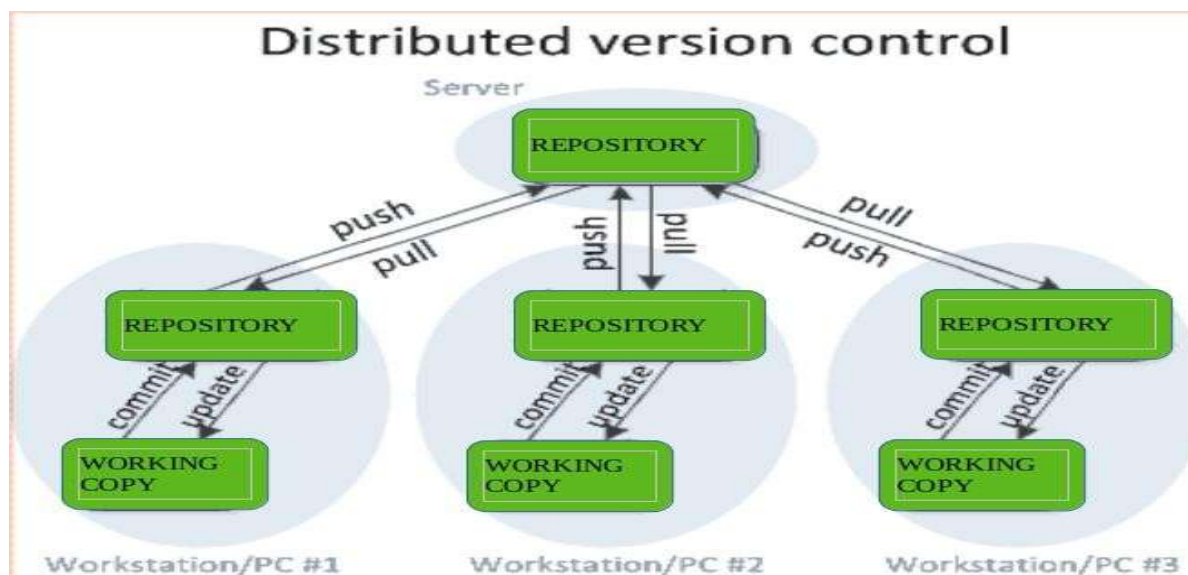 Distributed version control
Server
REPOSITORY
push
pull
push
pull
pull
push
REPOSITORY
REPOSITORY
REPOSITORY
commit
update
commit
update
commit
update
WORKING
COPY
WORKING
COPY
WORKING
COPY
Workstation/PC #1
Workstation/PC #2
Workstation/PC #3